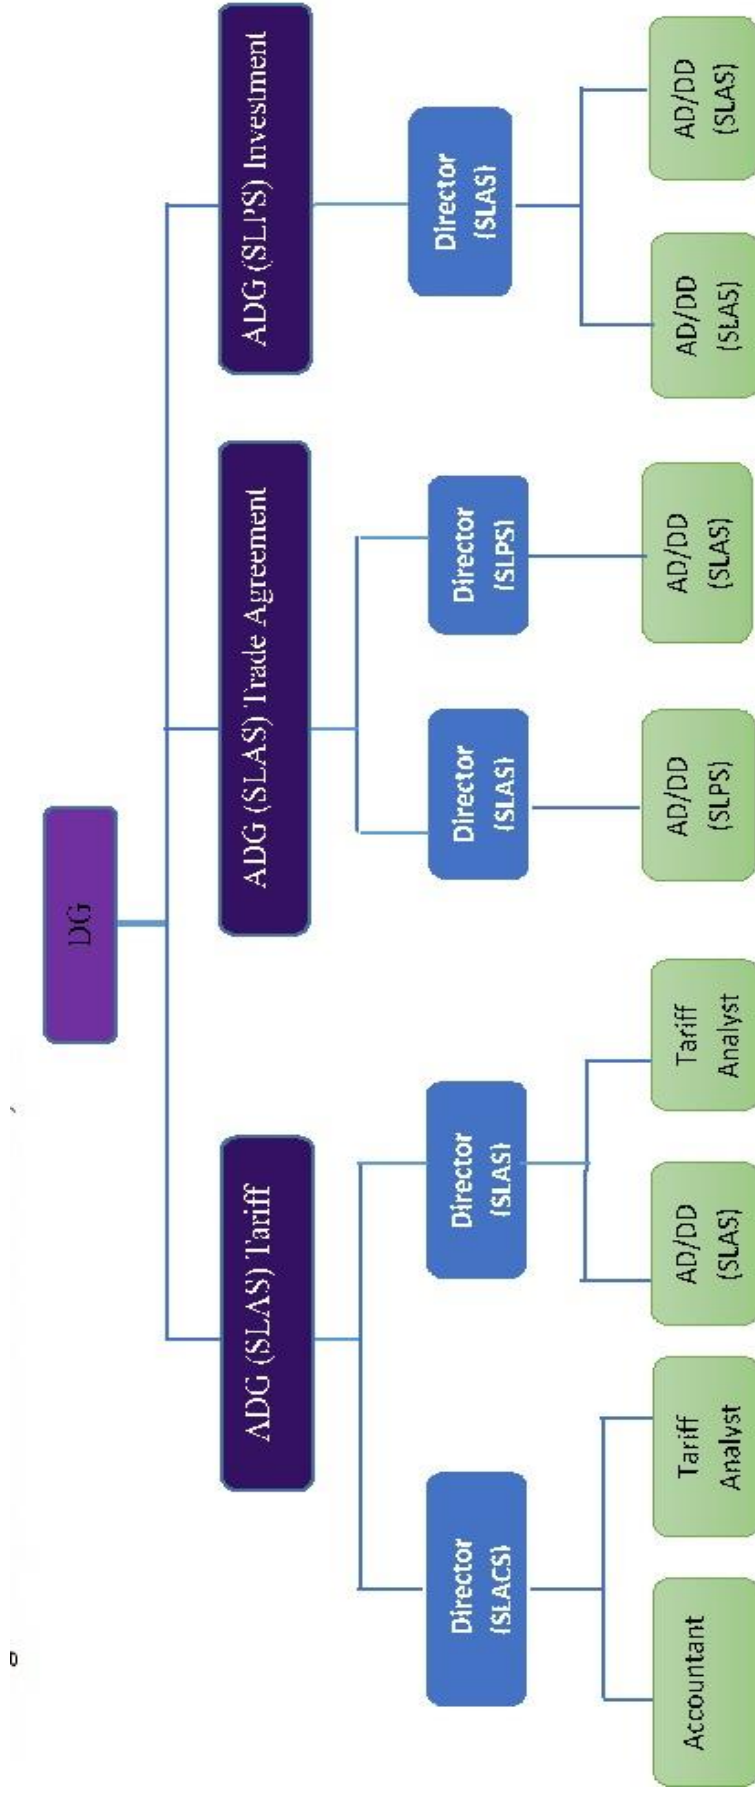 DG
ADG (SLAS) Tariff
ADG (SLAS) Trade Agreement
ADG (SLPS) Investment
Director
(SLACS)
Director
(SLAS)
Director
(SLAS)
Director
(SLPS)
Director
(SLAS)
Accountant
Tariff
Analyst
AD/DD
(SLAS)
Tariff
Analyst
AD/DD
(SLPS)
AD/DD
(SLAS)
AD/DD
(SLAS)
AD/DD
(SLAS)